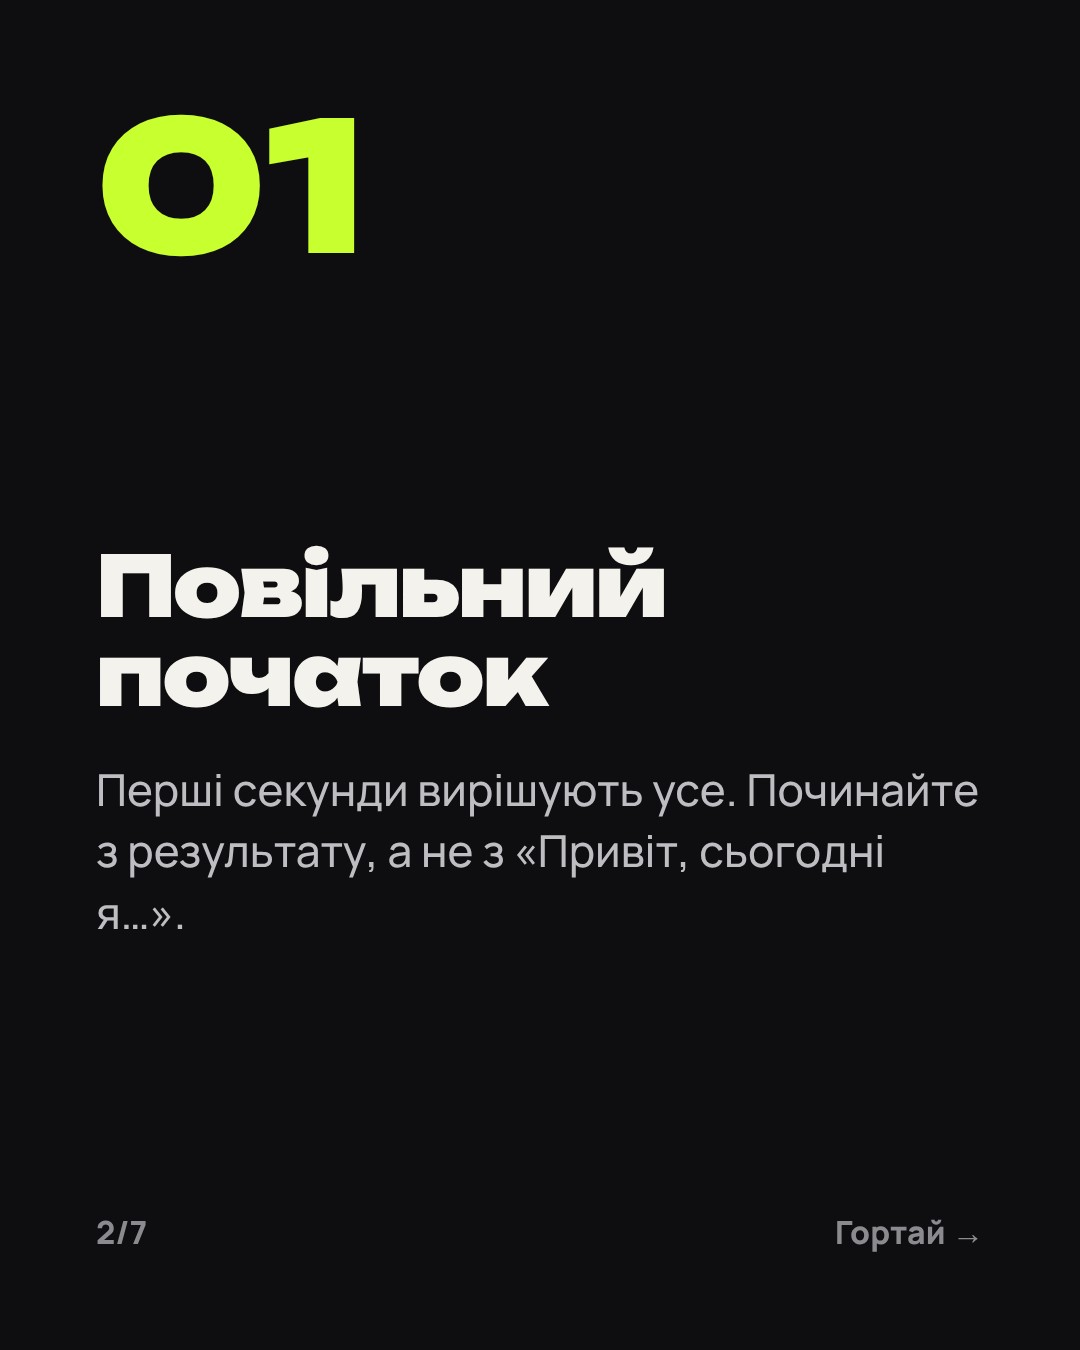 01
Повільний
початок
Перші секунди вирішують усе. Починайте
з результату, а не з «Привіт, сьогодні
я...».
2/7
Гортай →